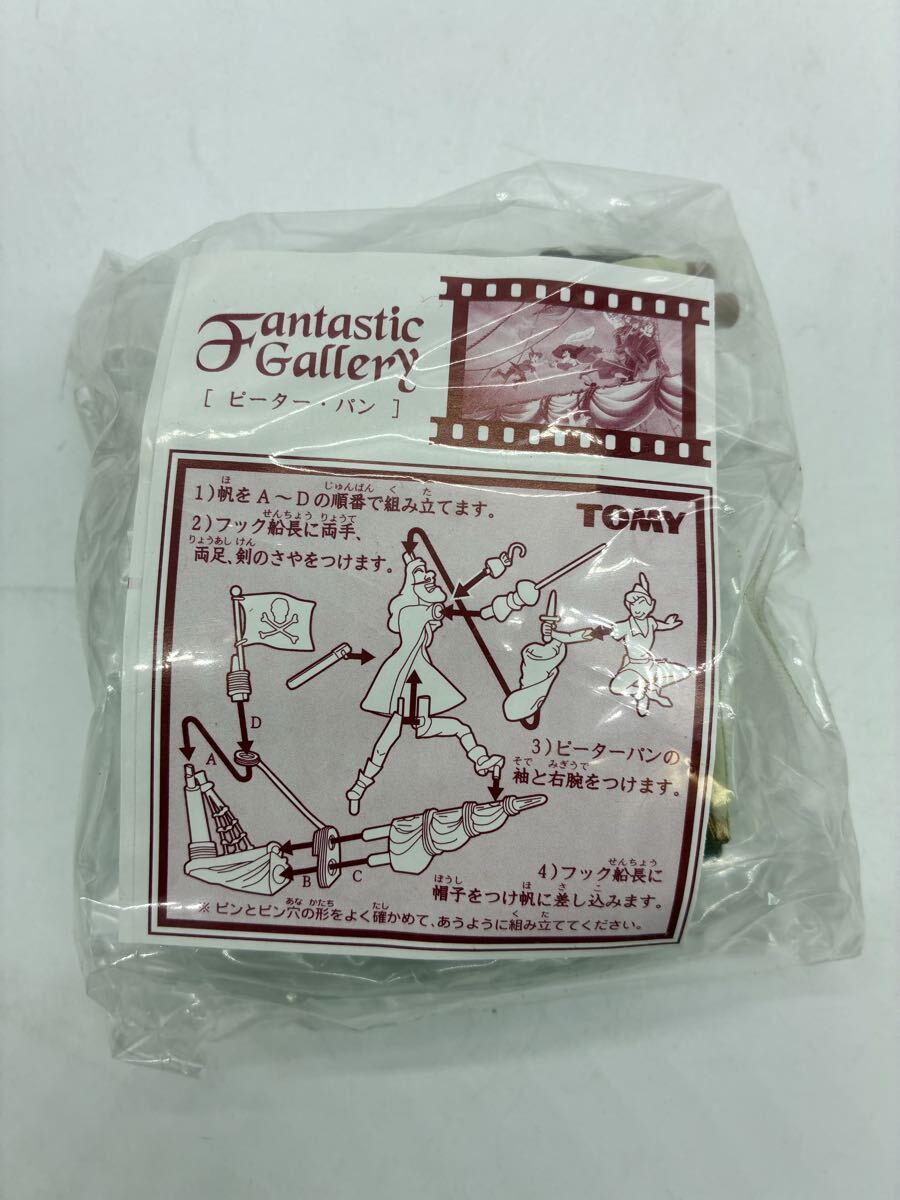 Fantastic
Gallery
[ ピーター・パン ]
TOMY
1)帆をA～Dの順番で組み立てます。
2)フック船長に両手、
両足、剣のさやをつけます。
D
A
B
C
3)ピーターパンの
袖と右腕をつけます。
4)フック船長に
帽子をつけ帆に差し込みます。
※ピンとピン穴の形をよく確かめて、あうように組み立ててください。